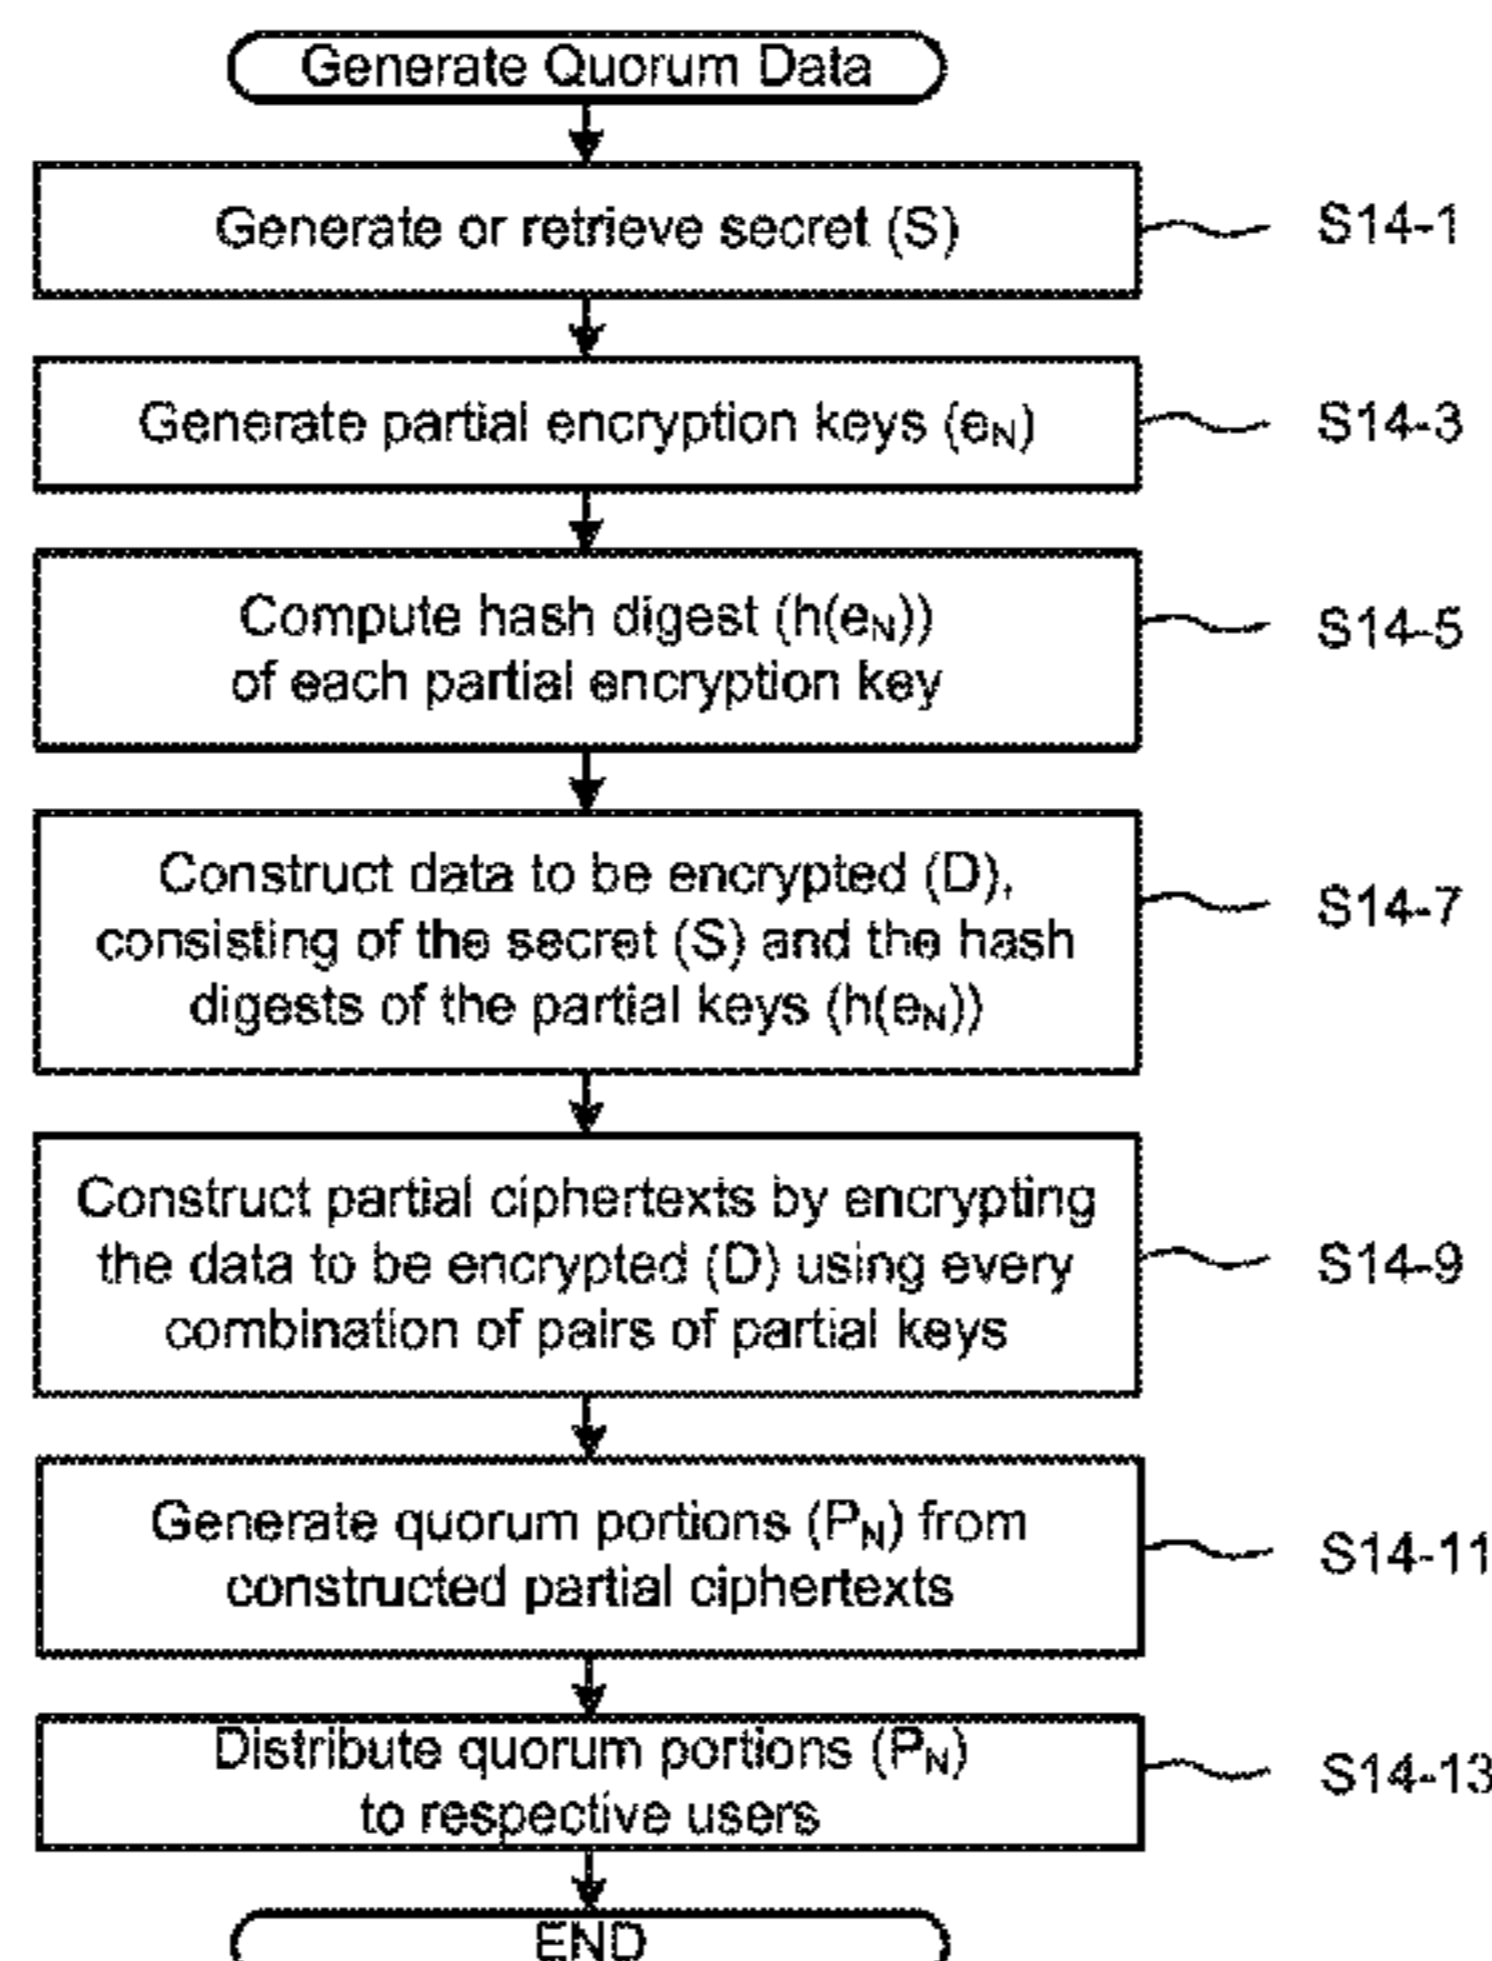 Generate Quorum Data
Generate or retrieve secret (S)
S14-1
Generate partial encryption keys (eN)
S14-3
Compute hash digest (h(eN))
of each partial encryption key
S14-5
Construct data to be encrypted (D),
consisting of the secret (S) and the hash
digests of the partial keys (h(eN))
S14-7
Construct partial ciphertexts by encrypting
the data to be encrypted (D) using every
combination of pairs of partial keys
S14-9
Generate quorum portions (PN) from
constructed partial ciphertexts
S14-11
Distribute quorum portions (PN)
to respective users
S14-13
END